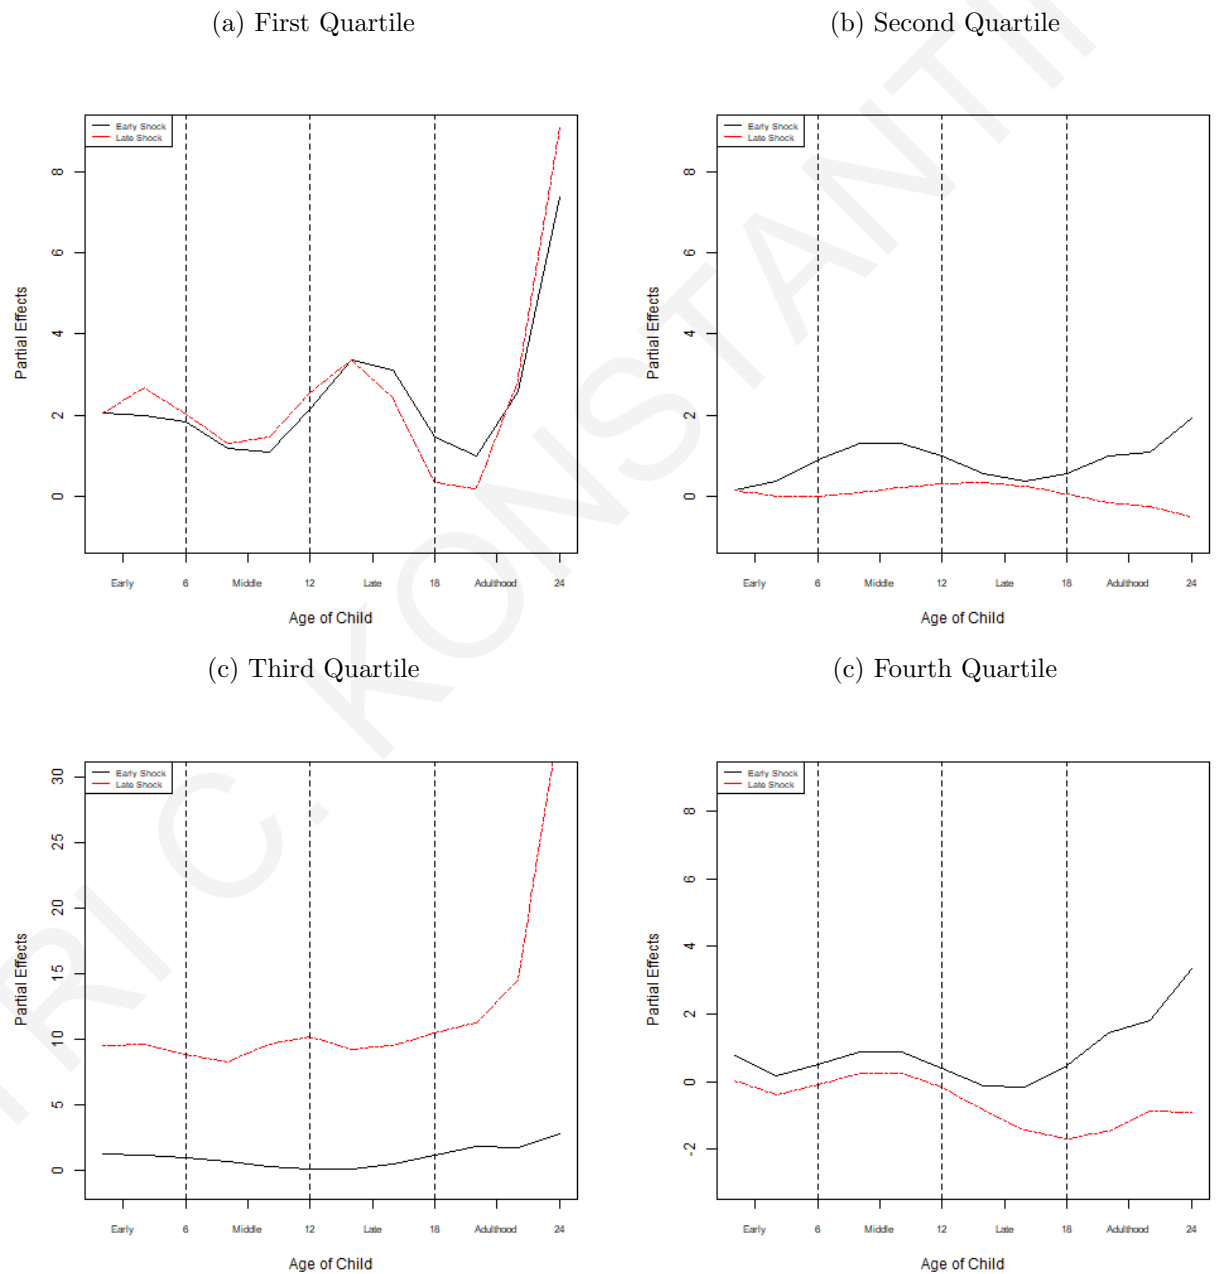 (a) First Quartile
(b) Second Quartile
Early Shock
Late Shock
Partial Effects
8
6
4
2
0
Early 6 Middle 12 Late 18 Adulthood 24
Age of Child
Early Shock
Late Shock
Partial Effects
8
6
4
2
0
Early 6 Middle 12 Late 18 Adulthood 24
Age of Child
(c) Third Quartile
(c) Fourth Quartile
Early Shock
Late Shock
Partial Effects
30
25
20
15
10
5
0
Early 6 Middle 12 Late 18 Adulthood 24
Age of Child
Early Shock
Late Shock
Partial Effects
8
6
4
2
0
-2
Early 6 Middle 12 Late 18 Adulthood 24
Age of Child
TRI C. KONSTANTI